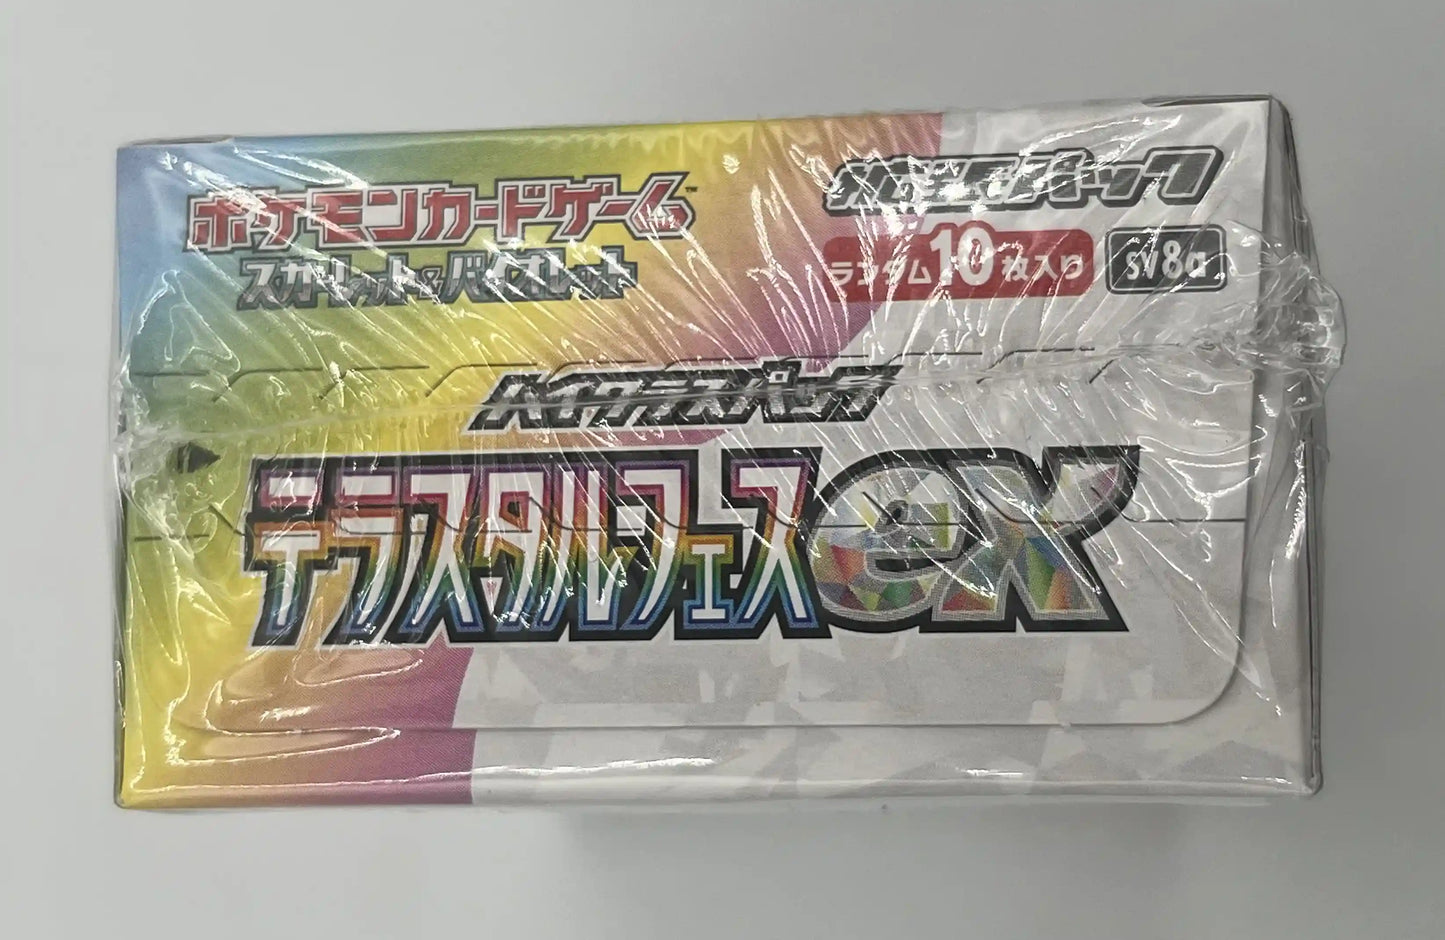 ポケモンカードゲーム™
スカーレット&バイオレット
拡張パック
ランダム10枚入り
sv8a
ハイクラスパック
テラスタルフェスex